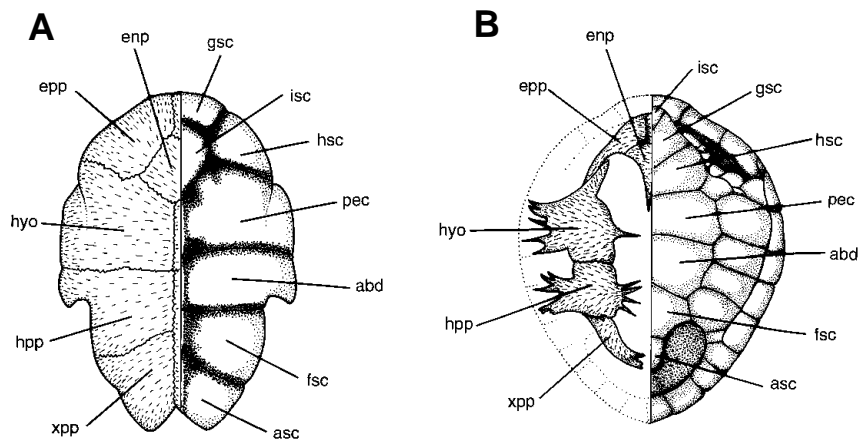 A
enp
gsc
epp
isc
hsc
hyo
pec
abd
hpp
fsc
xpp
asc
B
enp
isc
epp
gsc
hsc
hyo
pec
abd
hpp
fsc
xpp
asc